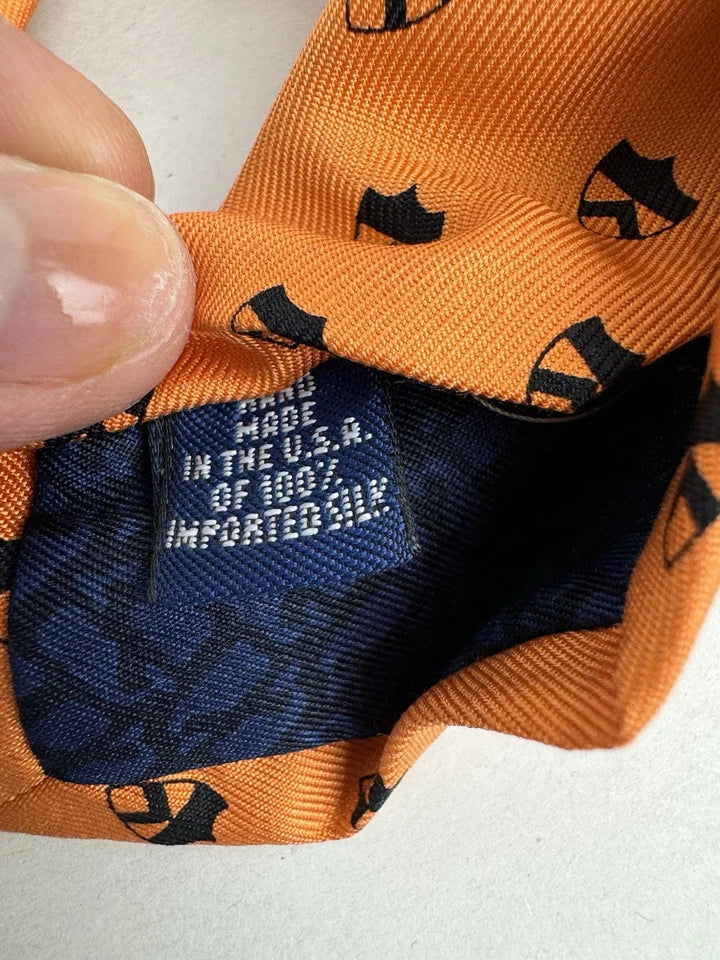 HAND
MADE
IN THE U.S.A.
OF 100%
IMPORTED SILK